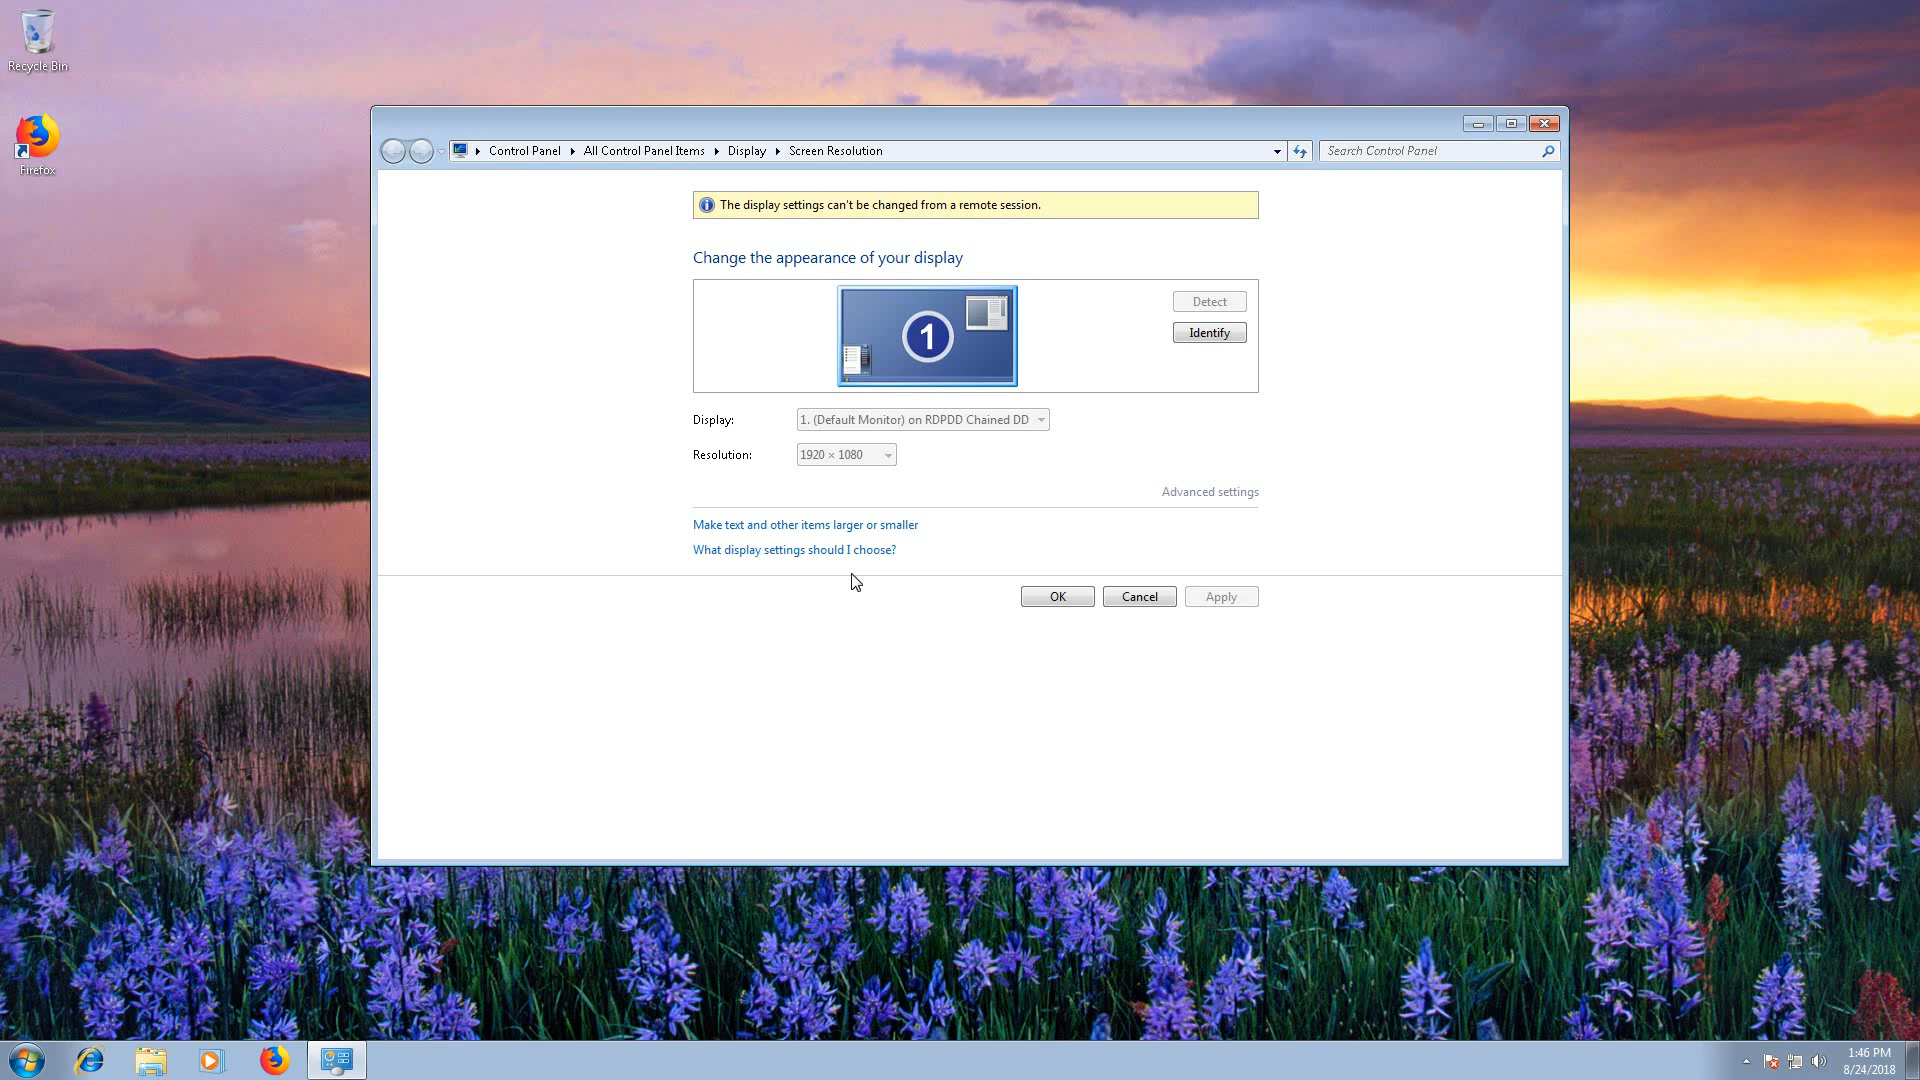 Recycle Bin
Firefox
Control Panel
All Control Panel Items
Display
Screen Resolution
Search Control Panel
The display settings can't be changed from a remote session.
Change the appearance of your display
1
Detect
Identify
Display:
1. (Default Monitor) on RDPDD Chained DD
Resolution:
1920 × 1080
Advanced settings
Make text and other items larger or smaller
What display settings should I choose?
OK
Cancel
Apply
1:46 PM
8/24/2018